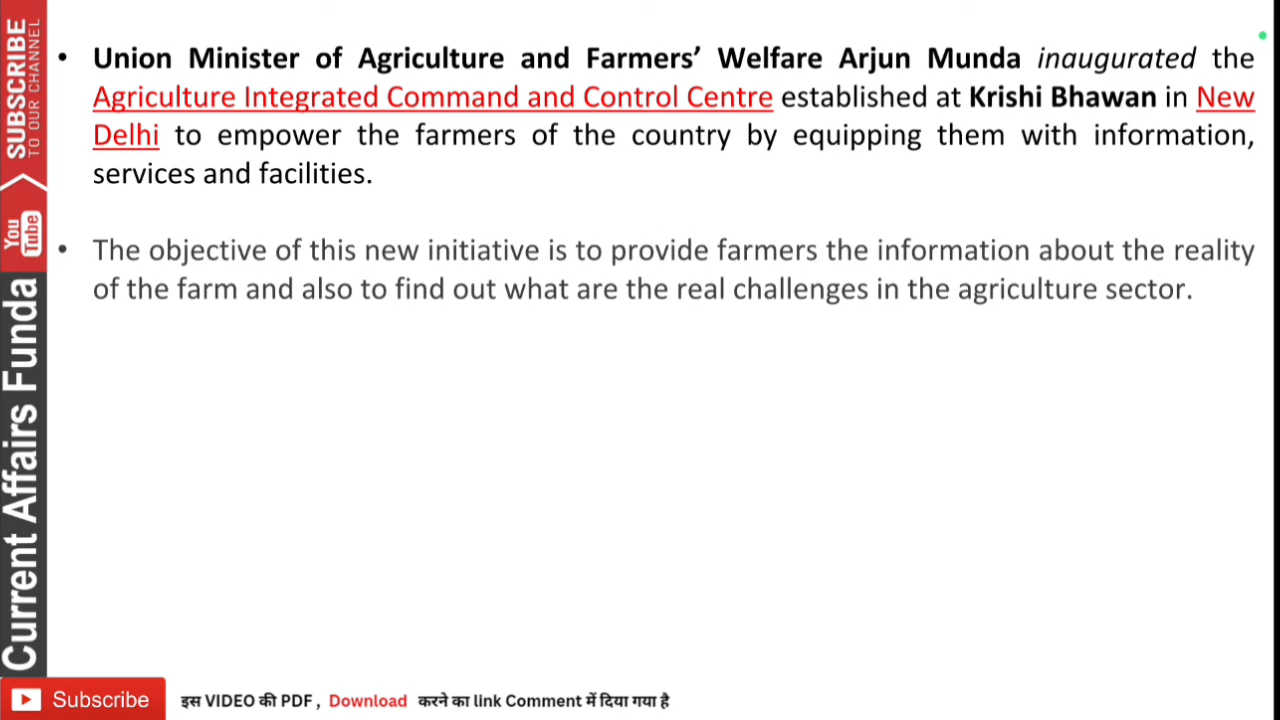 • Union Minister of Agriculture and Farmers’ Welfare Arjun Munda inaugurated the
Agriculture Integrated Command and Control Centre established at Krishi Bhawan in New
Delhi to empower the farmers of the country by equipping them with information,
services and facilities.
• The objective of this new initiative is to provide farmers the information about the reality
of the farm and also to find out what are the real challenges in the agriculture sector.
SUBSCRIBE
TO OUR CHANNEL
You
Tube
Current Affairs Funda
Subscribe
इस VIDEO की PDF , Download करने का link Comment में दिया गया है